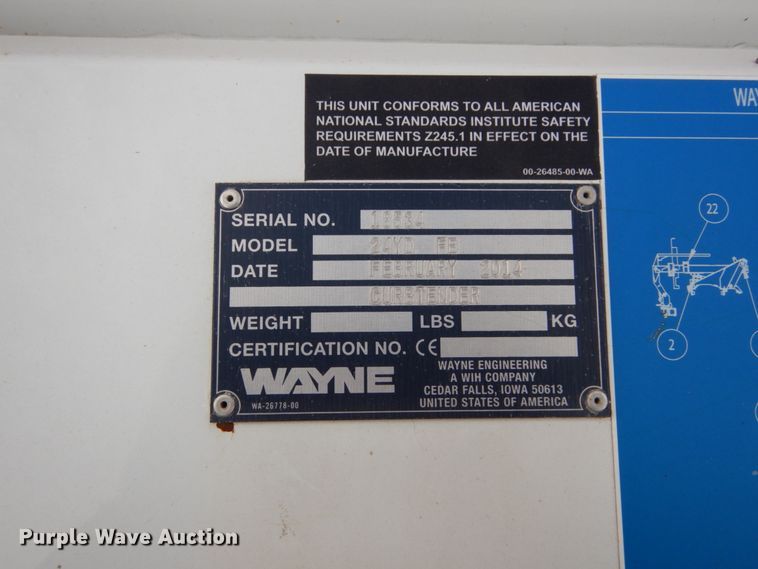 THIS UNIT CONFORMS TO ALL AMERICAN
NATIONAL STANDARDS INSTITUTE SAFETY
REQUIREMENTS Z245.1 IN EFFECT ON THE
DATE OF MANUFACTURE
00-26485-00-WA
WAY
22
2
SERIAL NO.
MODEL 24YD
DATE FEBRUARY 2014
CURBTENDER
WEIGHT LBS KG
CERTIFICATION NO. CE
WAYNE
WAYNE ENGINEERING
A WIH COMPANY
CEDAR FALLS, IOWA 50613
UNITED STATES OF AMERICA
WA-26778-00
Purple Wave Auction